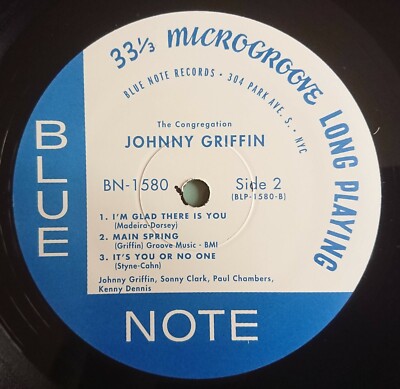 33⅓ MICROGROOVE LONG PLAYING
BLUE NOTE RECORDS • 304 PARK AVE. S. • NYC
The Congregation
JOHNNY GRIFFIN
BN-1580
Side 2
(BLP-1580-B)
1. I'M GLAD THERE IS YOU
(Madeira-Dorsey)
2. MAIN SPRING
(Griffin) Groove Music - BMI
3. IT'S YOU OR NO ONE
(Styne-Cahn)
Johnny Griffin, Sonny Clark, Paul Chambers,
Kenny Dennis
BLUE
NOTE